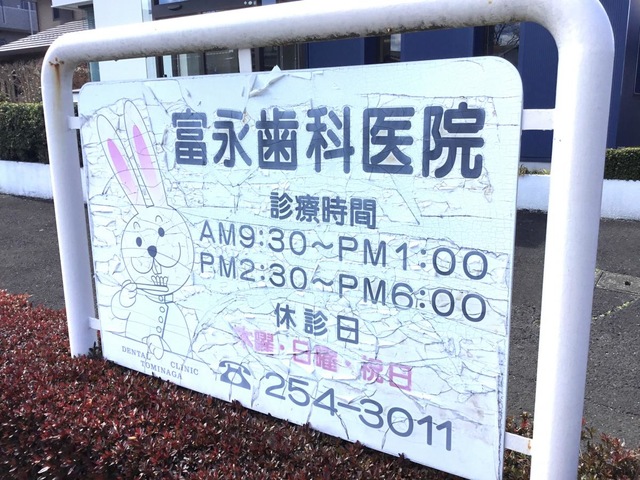 富永歯科医院
診療時間
AM9:30～PM1:00
PM2:30～PM6:00
休診日
木曜・日曜・祝日
☎254-3011
DENTAL CLINIC
TOMINAGA